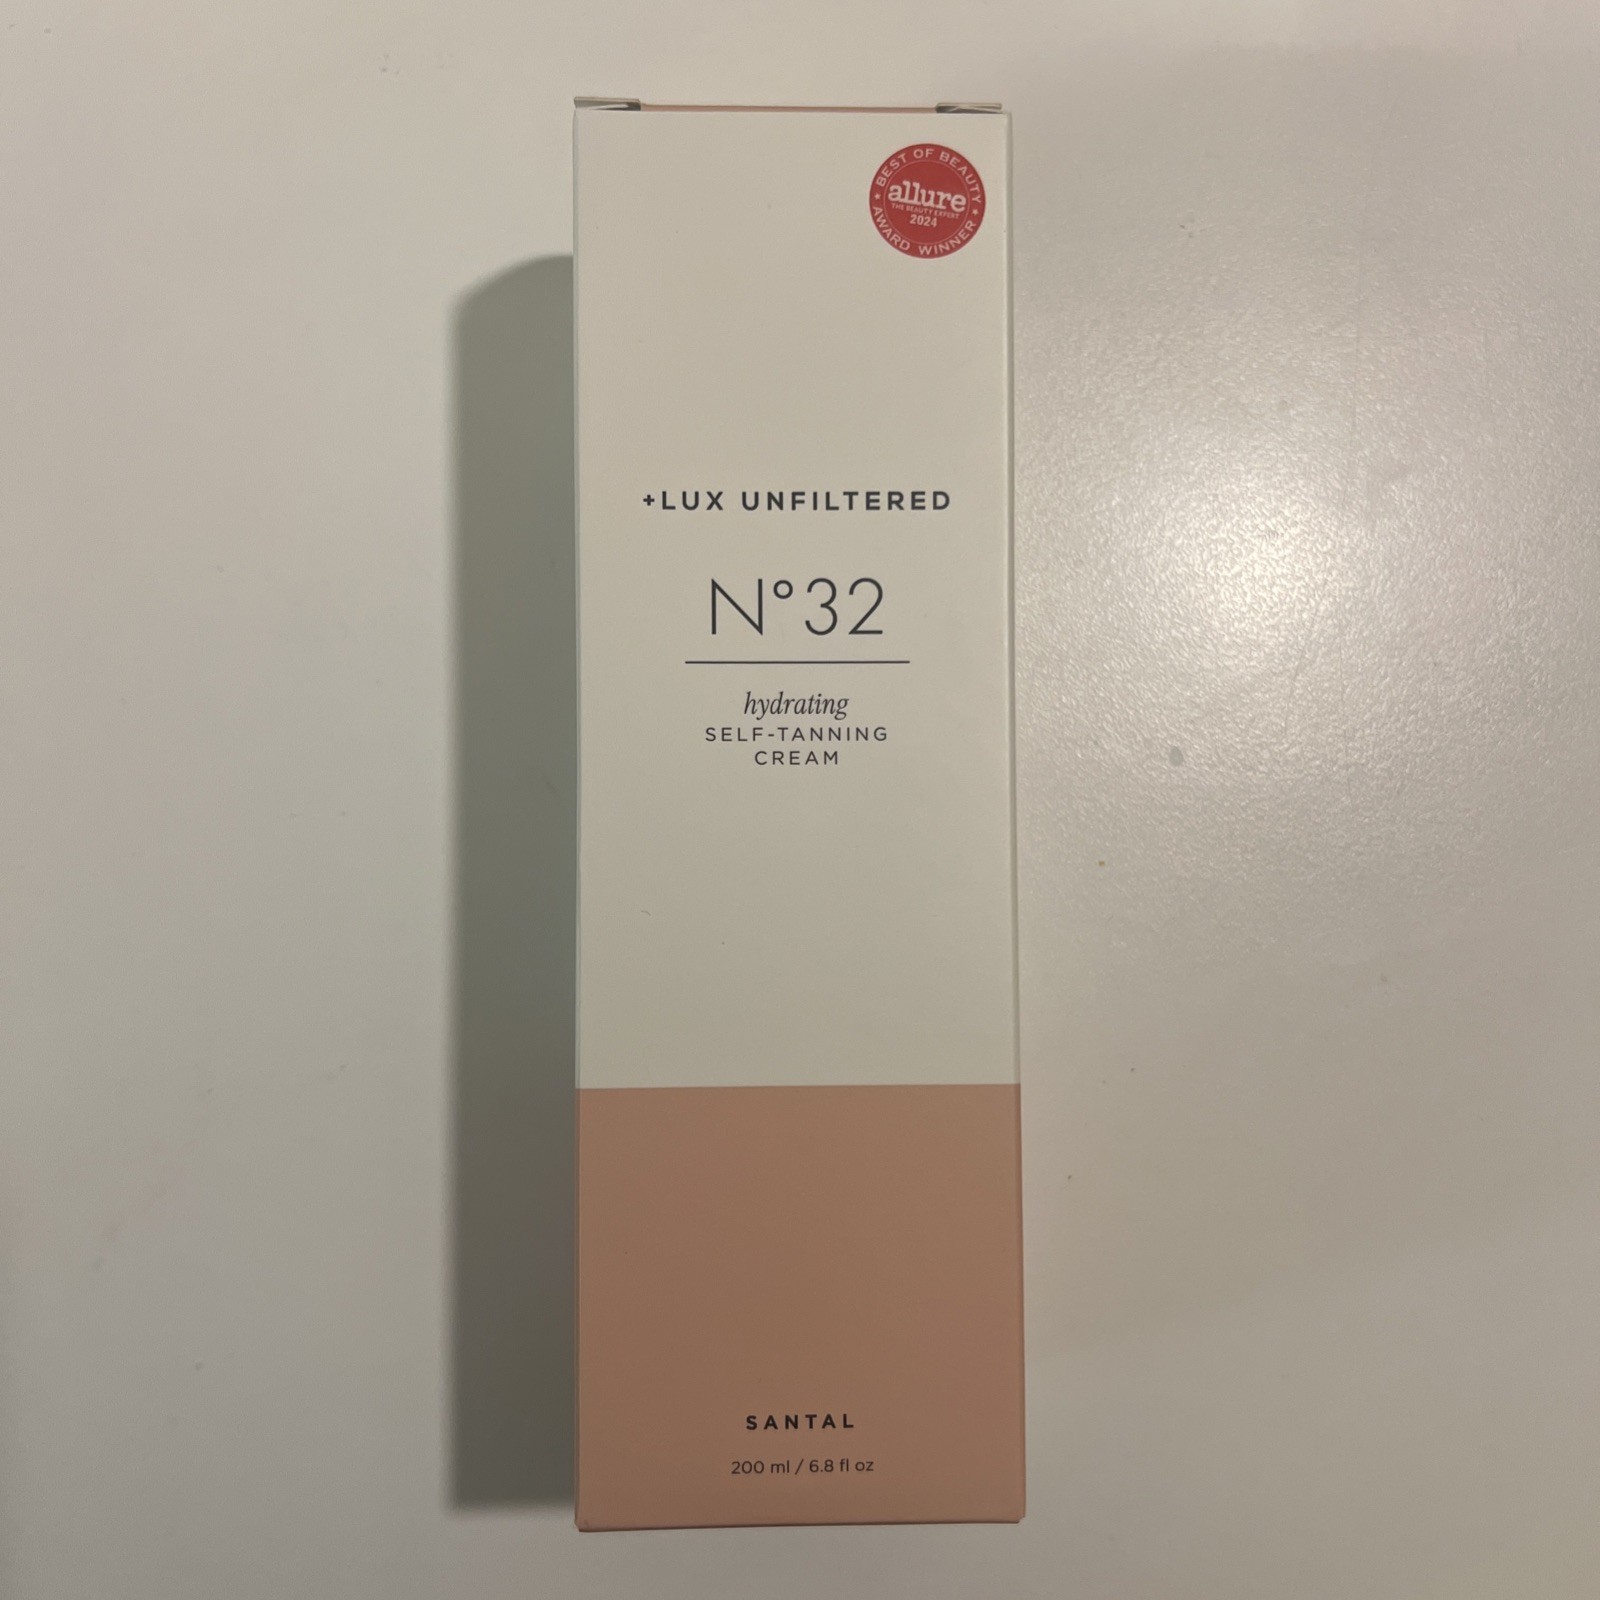 BEST OF BEAUTY
allure
THE BEAUTY EXPERT
2024
AWARD WINNER
+LUX UNFILTERED
N°32
hydrating
SELF-TANNING
CREAM
SANTAL
200 ml / 6.8 fl oz